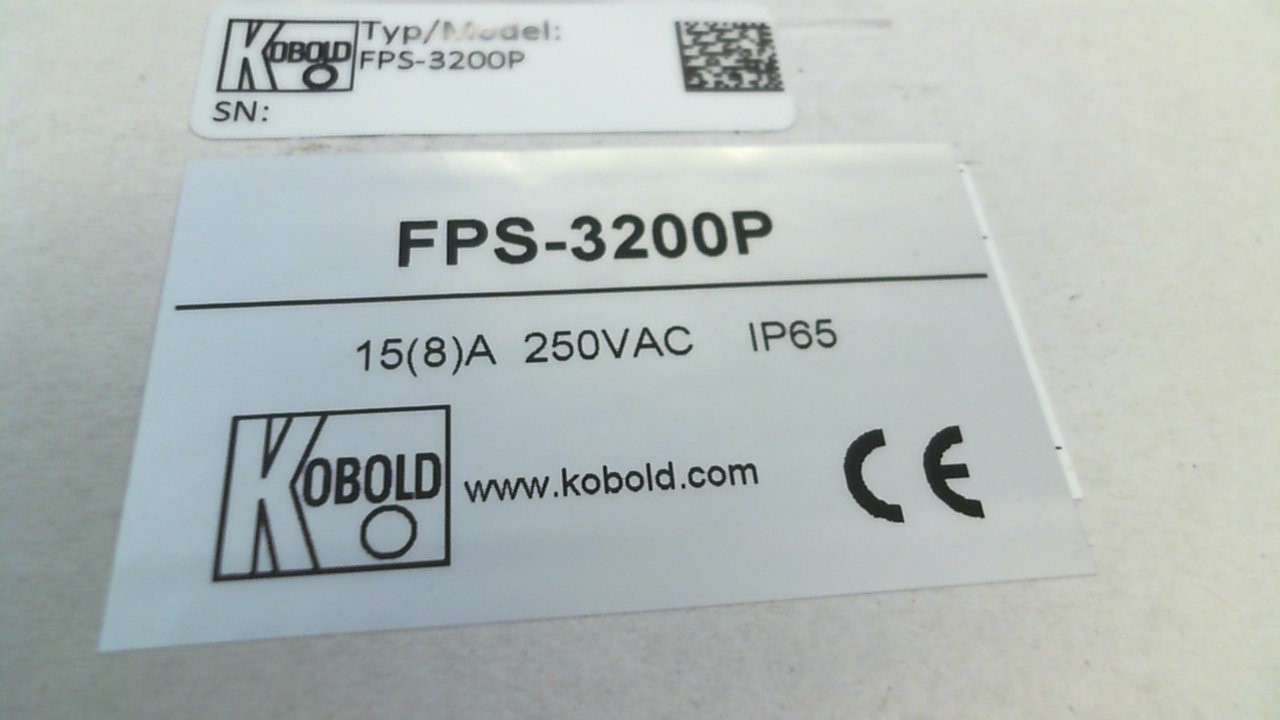 KOBOLD
Typ/Model:
FPS-3200P
SN:
FPS-3200P
15(8)A 250VAC IP65
KOBOLD
www.kobold.com
CE